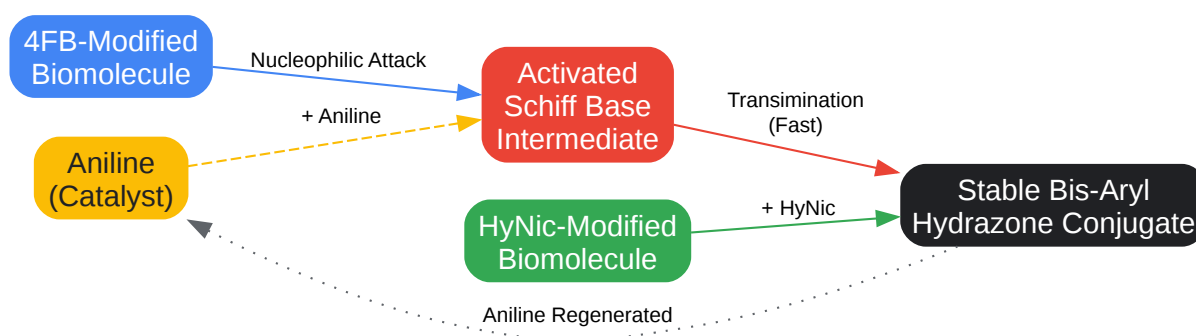 4FB-Modified
Biomolecule
Nucleophilic Attack
+ Aniline
Aniline
(Catalyst)
Activated
Schiff Base
Intermediate
Transimination
(Fast)
HyNic-Modified
Biomolecule
+ HyNic
Stable Bis-Aryl
Hydrazone Conjugate
Aniline Regenerated